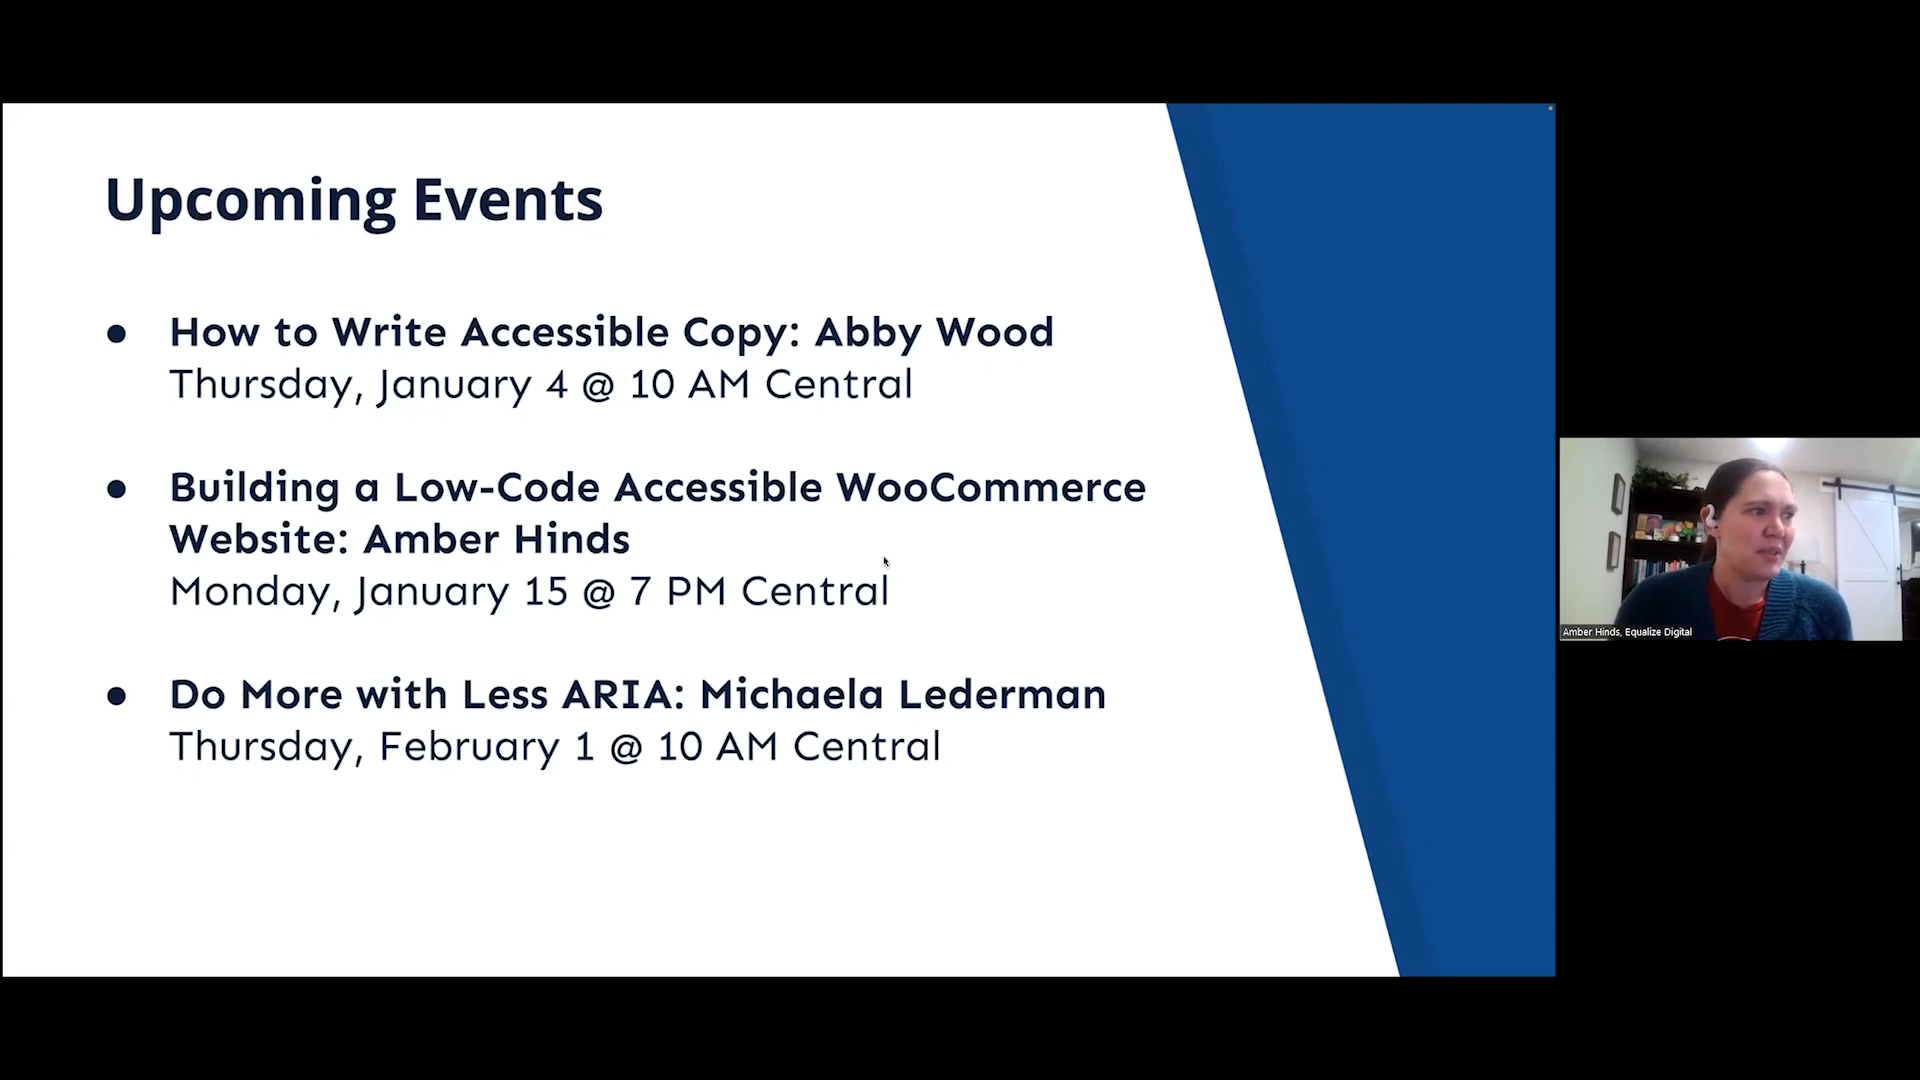 Upcoming Events
● How to Write Accessible Copy: Abby Wood
Thursday, January 4 @ 10 AM Central
● Building a Low-Code Accessible WooCommerce
Website: Amber Hinds
Monday, January 15 @ 7 PM Central
● Do More with Less ARIA: Michaela Lederman
Thursday, February 1 @ 10 AM Central
Amber Hinds, Equalize Digital